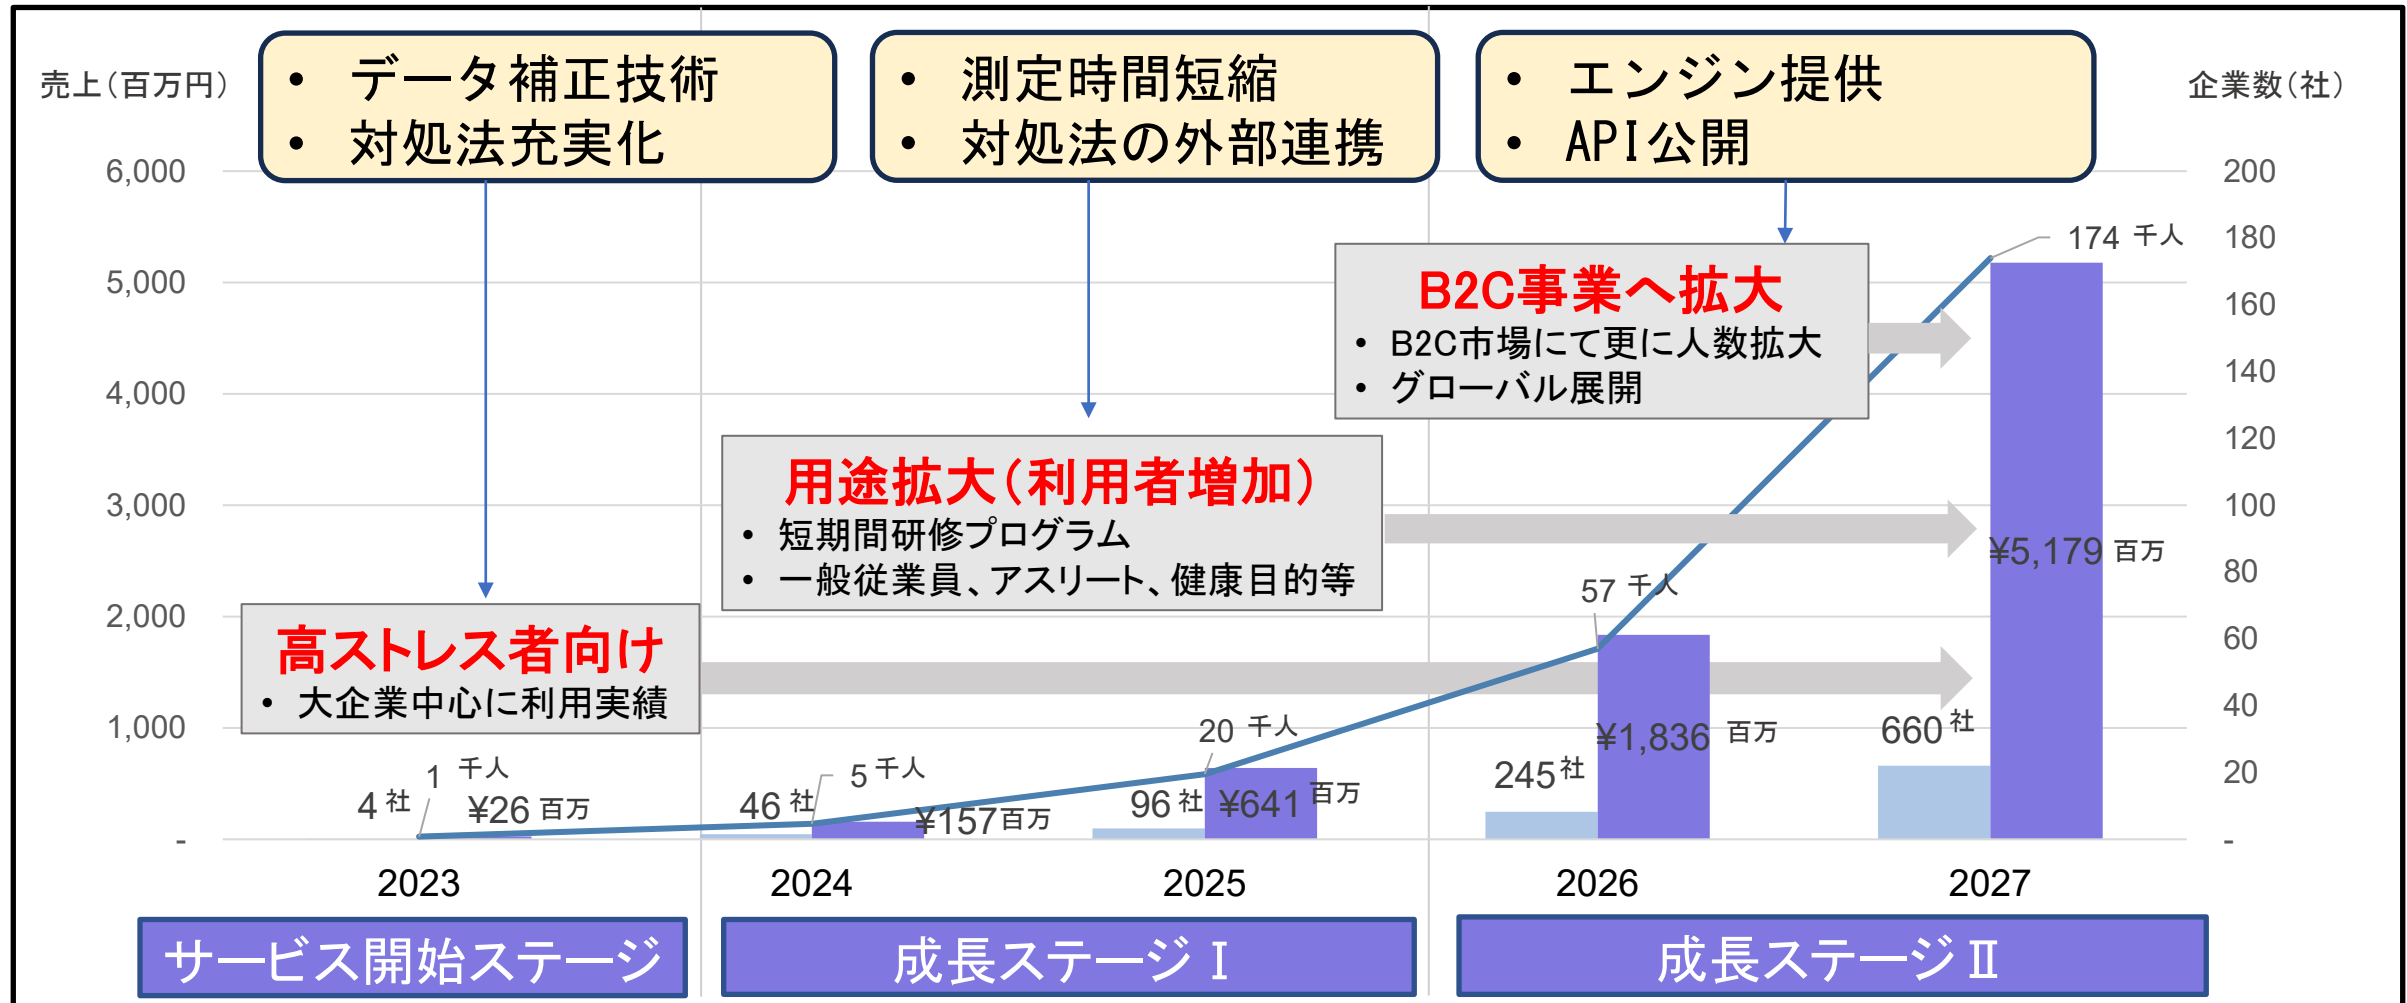 売上(百万円)
• データ補正技術
• 対処法充実化
• 測定時間短縮
• 対処法の外部連携
• エンジン提供
• API公開
企業数(社)
6,000
5,000
4,000
3,000
2,000
1,000
-
200
180
160
140
120
100
80
60
40
20
-
B2C事業へ拡大
• B2C市場にて更に人数拡大
• グローバル展開
用途拡大(利用者増加)
• 短期間研修プログラム
• 一般従業員、アスリート、健康目的等
高ストレス者向け
• 大企業中心に利用実績
4社
1 千人
¥26 百万
46 社
5 千人
¥157百万
96 社
20 千人
¥641 百万
245社
57 千人
¥1,836 百万
660社
174 千人
¥5,179 百万
2023
2024
2025
2026
2027
サービス開始ステージ
成長ステージⅠ
成長ステージⅡ